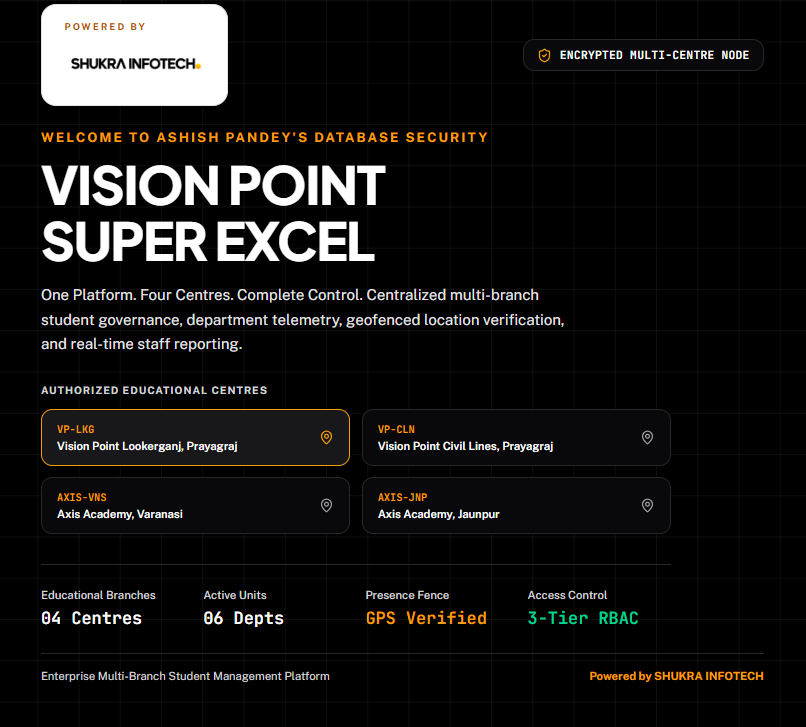 POWERED BY
SHUKRA INFOTECH
ENCRYPTED MULTI-CENTRE NODE
WELCOME TO ASHISH PANDEY'S DATABASE SECURITY
VISION POINT
SUPER EXCEL
One Platform. Four Centres. Complete Control. Centralized multi-branch
student governance, department telemetry, geofenced location verification,
and real-time staff reporting.
AUTHORIZED EDUCATIONAL CENTRES
VP-LKG
Vision Point Lookerganj, Prayagraj
VP-CLN
Vision Point Civil Lines, Prayagraj
AXIS-VNS
Axis Academy, Varanasi
AXIS-JNP
Axis Academy, Jaunpur
Educational Branches
04 Centres
Active Units
06 Depts
Presence Fence
GPS Verified
Access Control
3-Tier RBAC
Enterprise Multi-Branch Student Management Platform
Powered by SHUKRA INFOTECH